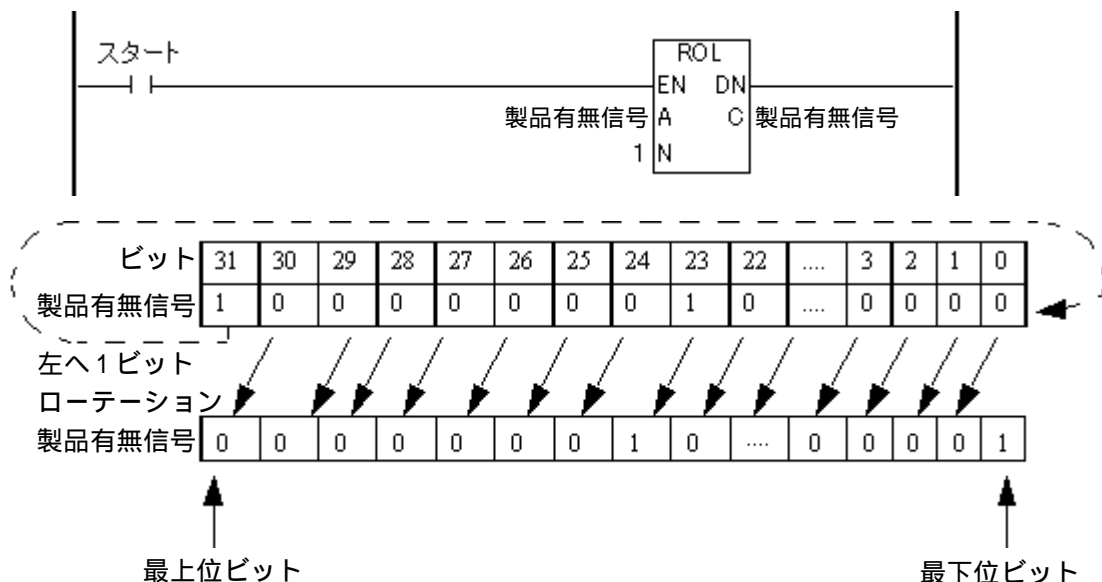 スタート
ROL
EN DN
製品有無信号 A C 製品有無信号
1 N
ビット 31 30 29 28 27 26 25 24 23 22 .... 3 2 1 0
製品有無信号 1 0 0 0 0 0 0 0 1 0 .... 0 0 0 0
左へ1ビット
ローテーション
製品有無信号 0 0 0 0 0 0 0 1 0 .... 0 0 0 0 1
最上位ビット 最下位ビット